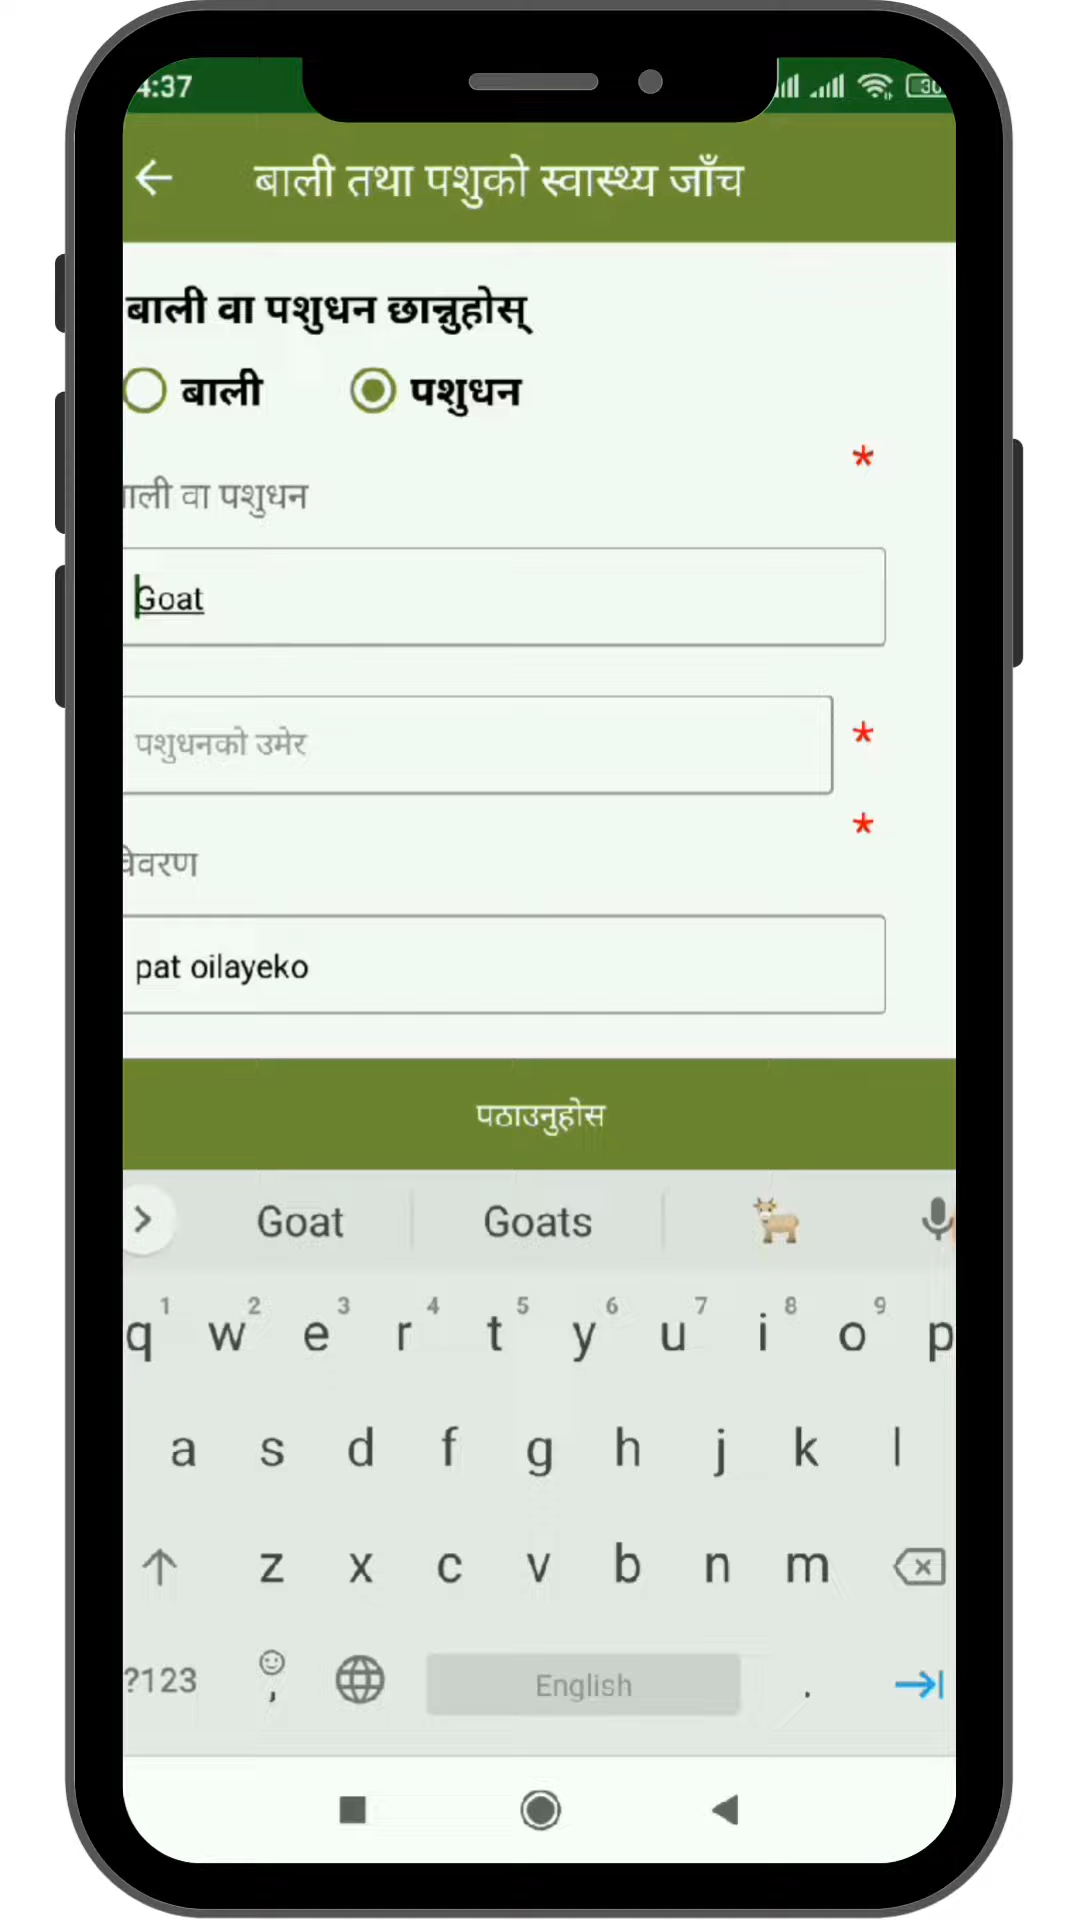 4:37
बाली तथा पशुको स्वास्थ्य जाँच
बाली वा पशुधन छान्नुहोस्
बाली पशुधन
*
वा पशुधन
Goat
पशुधनको उमेर *
*
pat oilayeko
पठाउनुहोस
Goat Goats
1 2 3 4 5 6 7 8 9
q w e r t y u i o p
a s d f g h j k l
z x c v b n m
?123 , English .